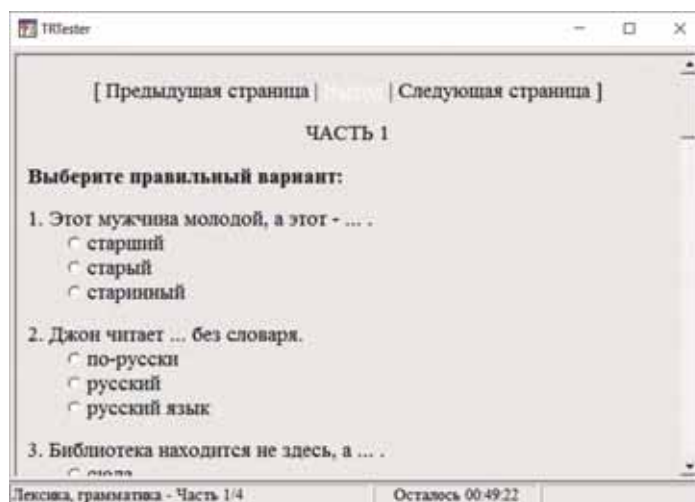 TRTester
[ Предыдущая страница | | Следующая страница ]
ЧАСТЬ 1
Выберите правильный вариант:
1. Этот мужчина молодой, а этот - ... .
старший
старый
старинный
2. Джон читает ... без словаря.
по-русски
русский
русский язык
3. Библиотека находится не здесь, а ... .
Лексика, грамматика - Часть 1/4
Осталось 00:49:22